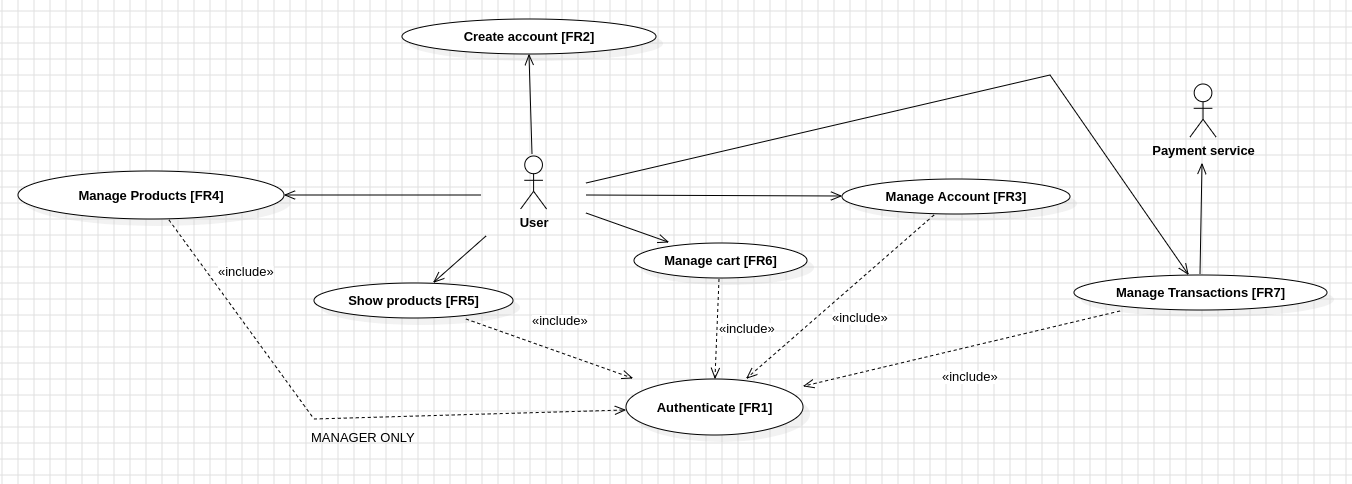 Create account [FR2]
Payment service
Manage Products [FR4]
Manage Account [FR3]
User
Manage cart [FR6]
«include»
Show products [FR5]
Manage Transactions [FR7]
«include»
«include»
«include»
«include»
Authenticate [FR1]
MANAGER ONLY